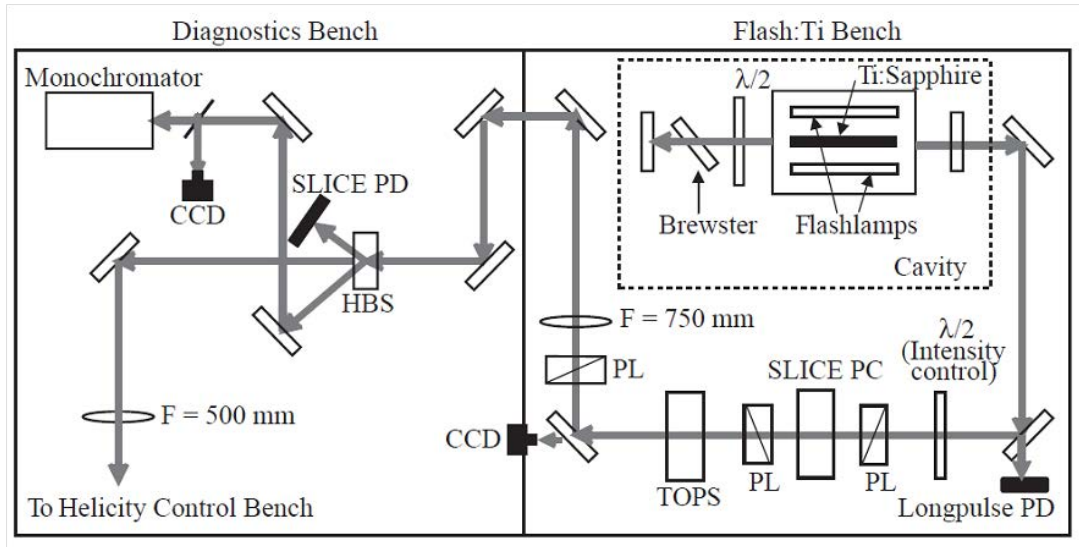 Diagnostics Bench
Flash:Ti Bench
Monochromator
CCD
SLICE PD
HBS
F = 500 mm
To Helicity Control Bench
λ/2
Ti:Sapphire
Brewster
Flashlamps
Cavity
F = 750 mm
PL
CCD
TOPS
PL
SLICE PC
PL
λ/2
(Intensity
control)
Longpulse PD